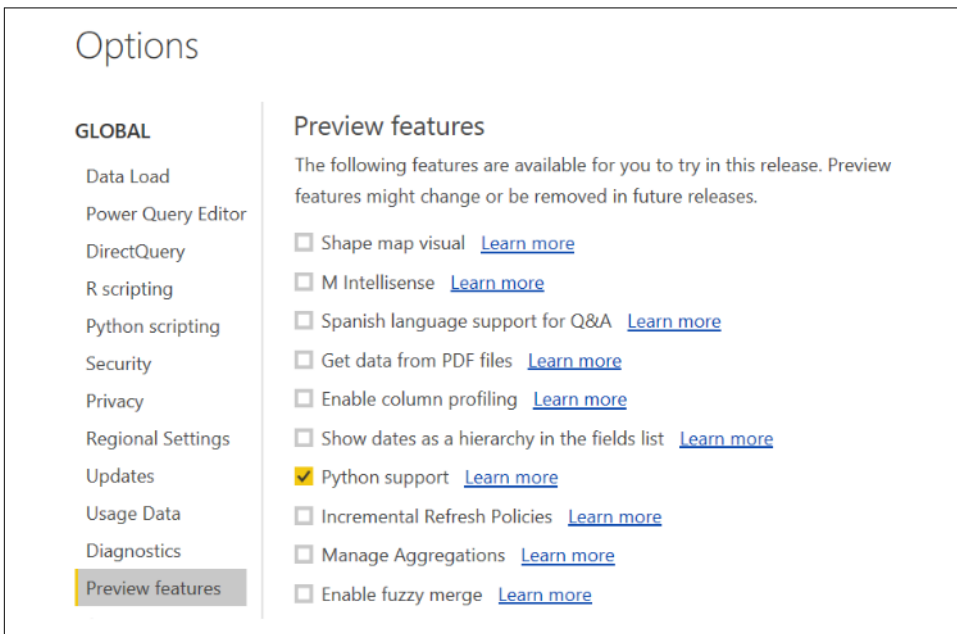 Options
GLOBAL
Data Load
Power Query Editor
DirectQuery
R scripting
Python scripting
Security
Privacy
Regional Settings
Updates
Usage Data
Diagnostics
Preview features
Preview features
The following features are available for you to try in this release. Preview
features might change or be removed in future releases.
Shape map visual Learn more
M Intellisense Learn more
Spanish language support for Q&A Learn more
Get data from PDF files Learn more
Enable column profiling Learn more
Show dates as a hierarchy in the fields list Learn more
Python support Learn more
Incremental Refresh Policies Learn more
Manage Aggregations Learn more
Enable fuzzy merge Learn more